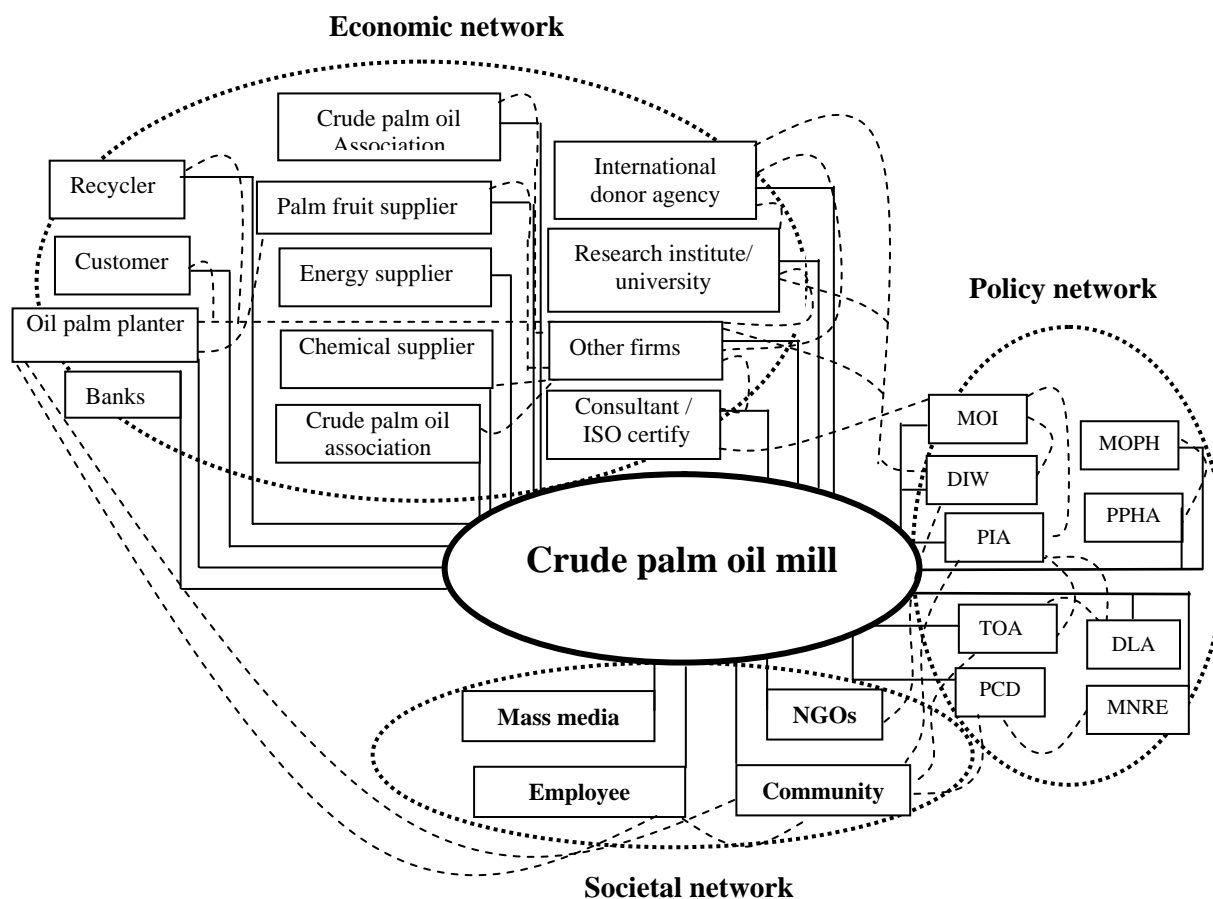 Economic network
Crude palm oil
Association
Recycler
Palm fruit supplier
International
donor agency
Customer
Energy supplier
Research institute/
university
Policy network
Oil palm planter
Chemical supplier
Other firms
Banks
Crude palm oil
association
Consultant /
ISO certify
MOI
MOPH
DIW
PPHA
PIA
Crude palm oil mill
TOA
DLA
PCD
MNRE
Mass media
NGOs
Employee
Community
Societal network